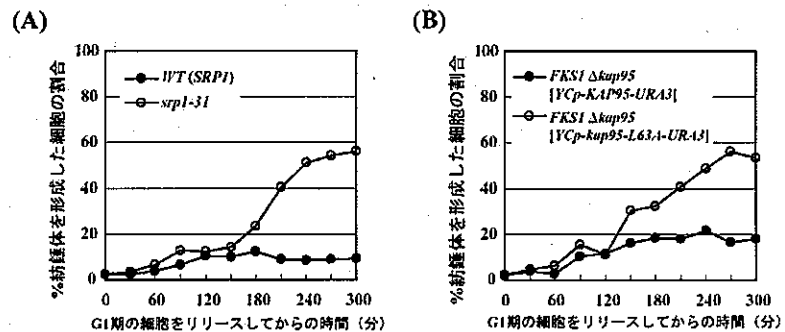 (A)
%紡錘体を形成した細胞の割合
100
80
60
40
20
0
WT (SRP1)
srp1-31
0 60 120 180 240 300
G1期の細胞をリリースしてからの時間（分）
(B)
%紡錘体を形成した細胞の割合
100
80
60
40
20
0
FKS1 Δkap95
[YCp-KAP95-URA3]
FKS1 Δkap95
[YCp-kap95-L63A-URA3]
0 60 120 180 240 300
G1期の細胞をリリースしてからの時間（分）